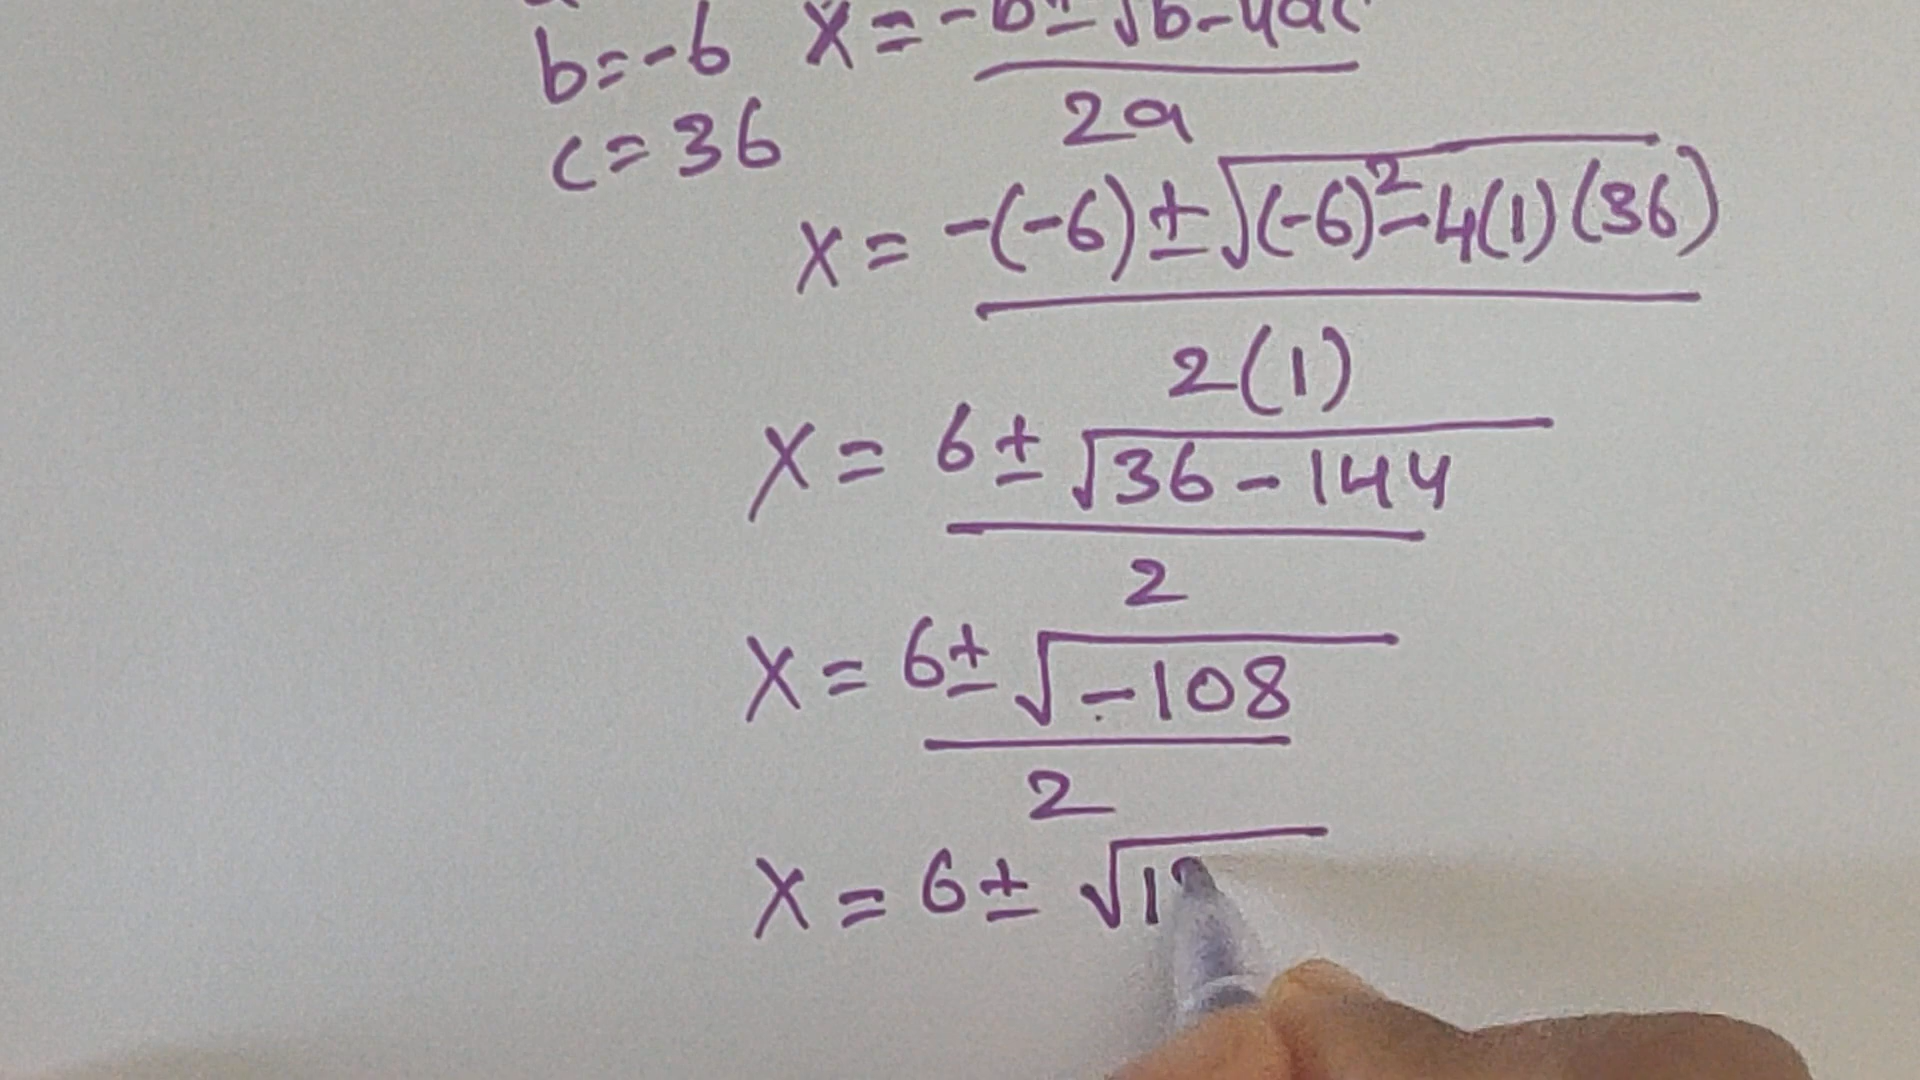 b=-6 x=-b±√b-4ac
c=36 2a
x=-(-6)±√(-6)²-4(1)(36)
2(1)
x=6±√36-144
2
x=6±√-108
2
x=6±√1